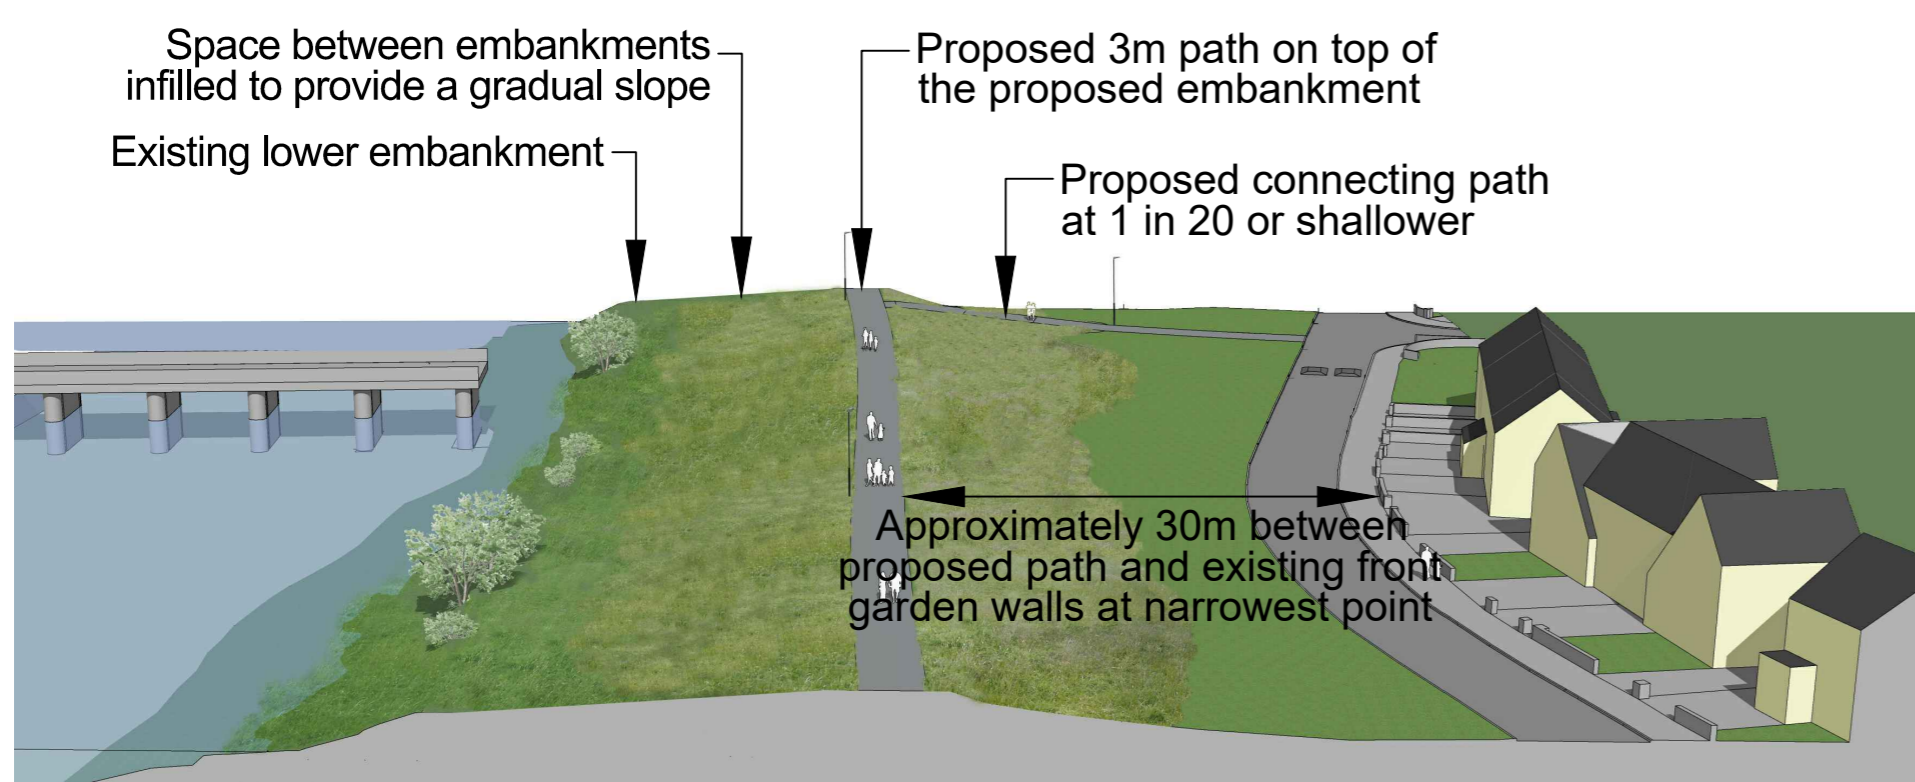 Space between embankments
infilled to provide a gradual slope
Existing lower embankment
Proposed 3m path on top of
the proposed embankment
Proposed connecting path
at 1 in 20 or shallower
Approximately 30m between
proposed path and existing front
garden walls at narrowest point